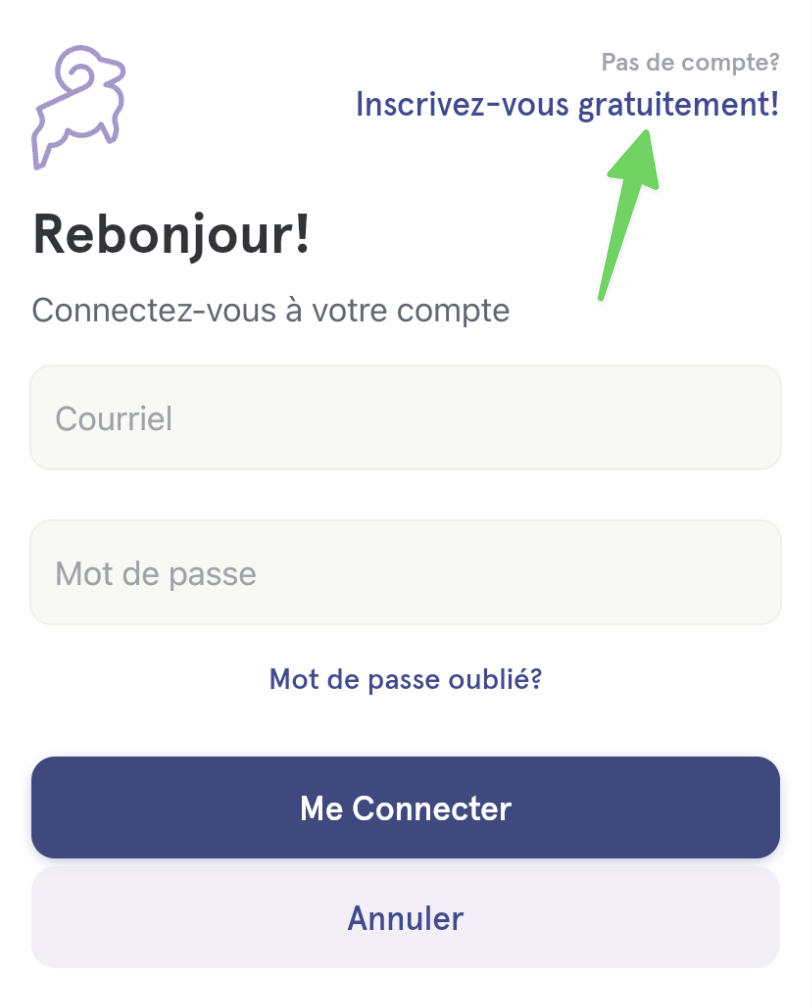 Pas de compte?
Inscrivez-vous gratuitement!
Rebonjour!
Connectez-vous à votre compte
Courriel
Mot de passe
Mot de passe oublié?
Me Connecter
Annuler